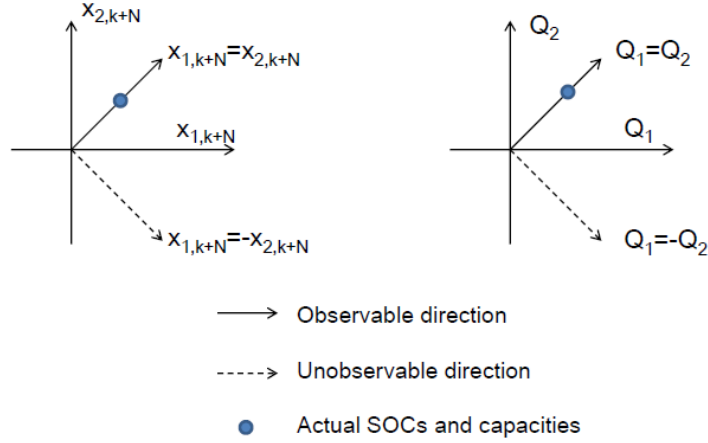 x2,k+N
x1,k+N=x2,k+N
x1,k+N
x1,k+N=-x2,k+N
Q2
Q1=Q2
Q1
Q1=-Q2
Observable direction
Unobservable direction
Actual SOCs and capacities